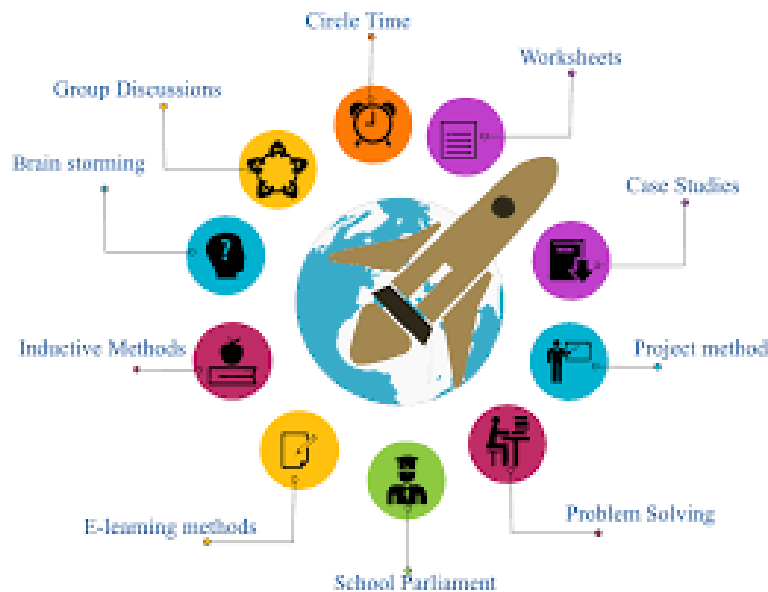 Circle Time
Worksheets
Group Discussions
Brain storming
Case Studies
Inductive Methods
Project method
E-learning methods
Problem Solving
School Parliament